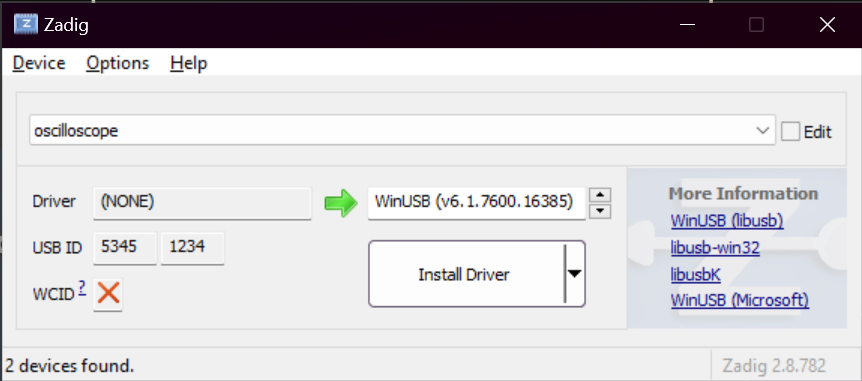 Zadig
Device Options Help
oscilloscope
Edit
Driver (NONE) WinUSB (v6.1.7600.16385)
USB ID 5345 1234
WCID ?
Install Driver
More Information
WinUSB (libusb)
libusb-win32
libusbK
WinUSB (Microsoft)
2 devices found.
Zadig 2.8.782